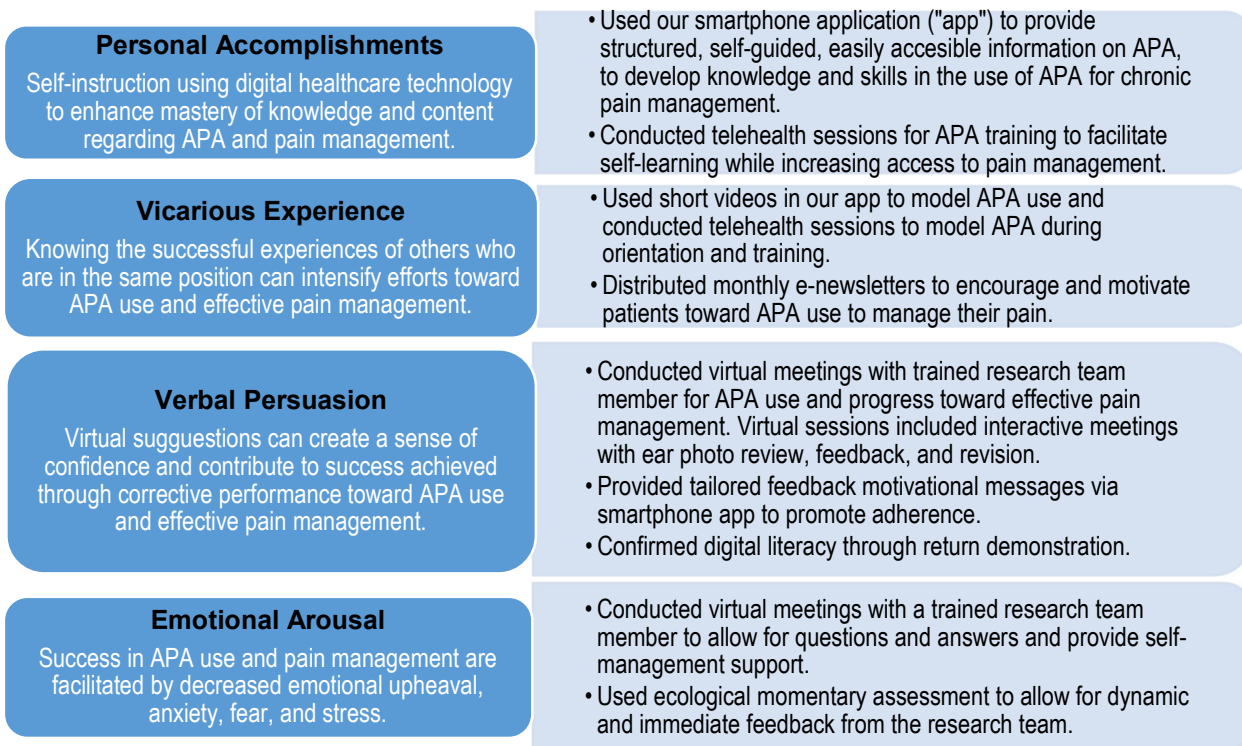 Personal Accomplishments
Self-instruction using digital healthcare technology
to enhance mastery of knowledge and content
regarding APA and pain management.
• Used our smartphone application ("app") to provide
structured, self-guided, easily accesible information on APA,
to develop knowledge and skills in the use of APA for chronic
pain management.
• Conducted telehealth sessions for APA training to facilitate
self-learning while increasing access to pain management.
Vicarious Experience
Knowing the successful experiences of others who
are in the same position can intensify efforts toward
APA use and effective pain management.
• Used short videos in our app to model APA use and
conducted telehealth sessions to model APA during
orientation and training.
• Distributed monthly e-newsletters to encourage and motivate
patients toward APA use to manage their pain.
Verbal Persuasion
Virtual sugguestions can create a sense of
confidence and contribute to success achieved
through corrective performance toward APA use
and effective pain management.
• Conducted virtual meetings with trained research team
member for APA use and progress toward effective pain
management. Virtual sessions included interactive meetings
with ear photo review, feedback, and revision.
• Provided tailored feedback motivational messages via
smartphone app to promote adherence.
• Confirmed digital literacy through return demonstration.
Emotional Arousal
Success in APA use and pain management are
facilitated by decreased emotional upheaval,
anxiety, fear, and stress.
• Conducted virtual meetings with a trained research team
member to allow for questions and answers and provide self-
management support.
• Used ecological momentary assessment to allow for dynamic
and immediate feedback from the research team.